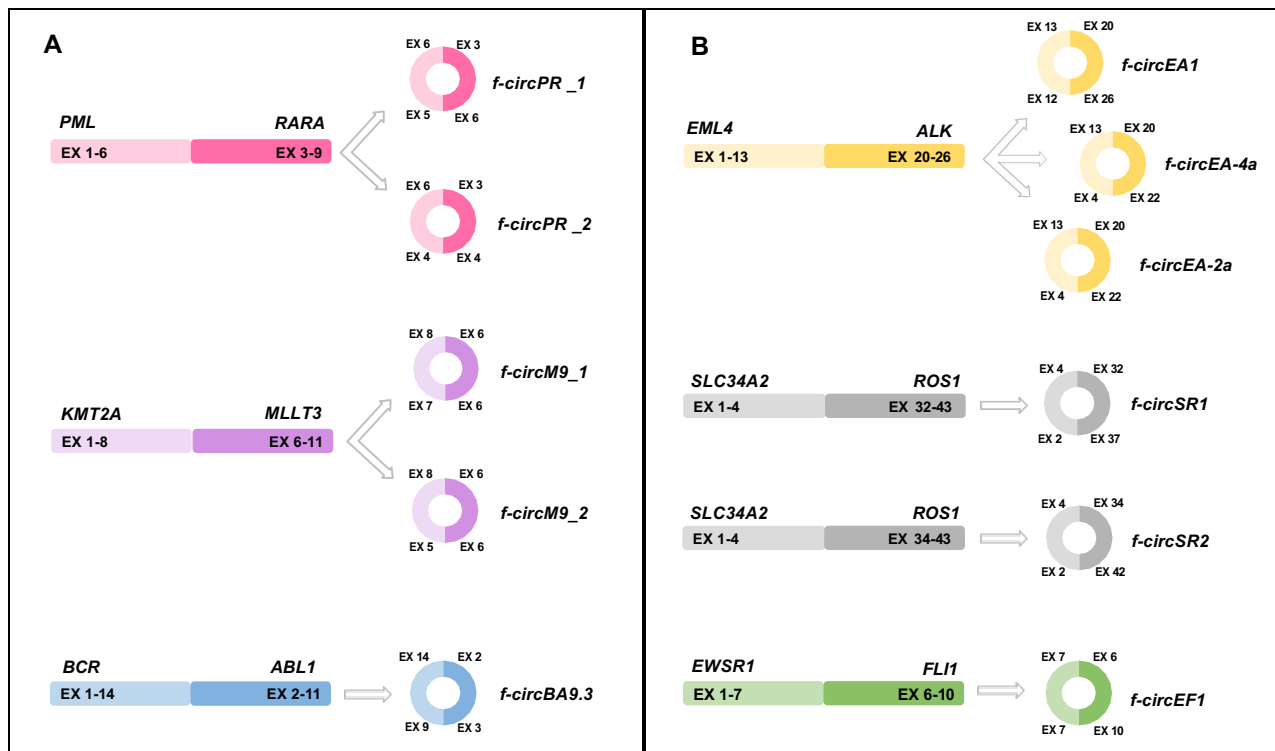 A
EX 6 EX 3
f-circPR _1
EX 5 EX 6
PML RARA
EX 1-6 EX 3-9
EX 6 EX 3
f-circPR _2
EX 4 EX 4
EX 8 EX 6
f-circM9_1
EX 7 EX 6
KMT2A MLLT3
EX 1-8 EX 6-11
EX 8 EX 6
f-circM9_2
EX 5 EX 6
BCR ABL1
EX 14 EX 2
EX 1-14 EX 2-11
f-circBA9.3
EX 9 EX 3
B
EX 13 EX 20
f-circEA1
EX 12 EX 26
EML4 ALK
EX 1-13 EX 20-26
EX 13 EX 20
f-circEA-4a
EX 4 EX 22
EX 13 EX 20
f-circEA-2a
EX 4 EX 22
SLC34A2 ROS1
EX 4 EX 32
EX 1-4 EX 32-43
f-circSR1
EX 2 EX 37
SLC34A2 ROS1
EX 4 EX 34
EX 1-4 EX 34-43
f-circSR2
EX 2 EX 42
EWSR1 FLI1
EX 7 EX 6
EX 1-7 EX 6-10
f-circEF1
EX 7 EX 10